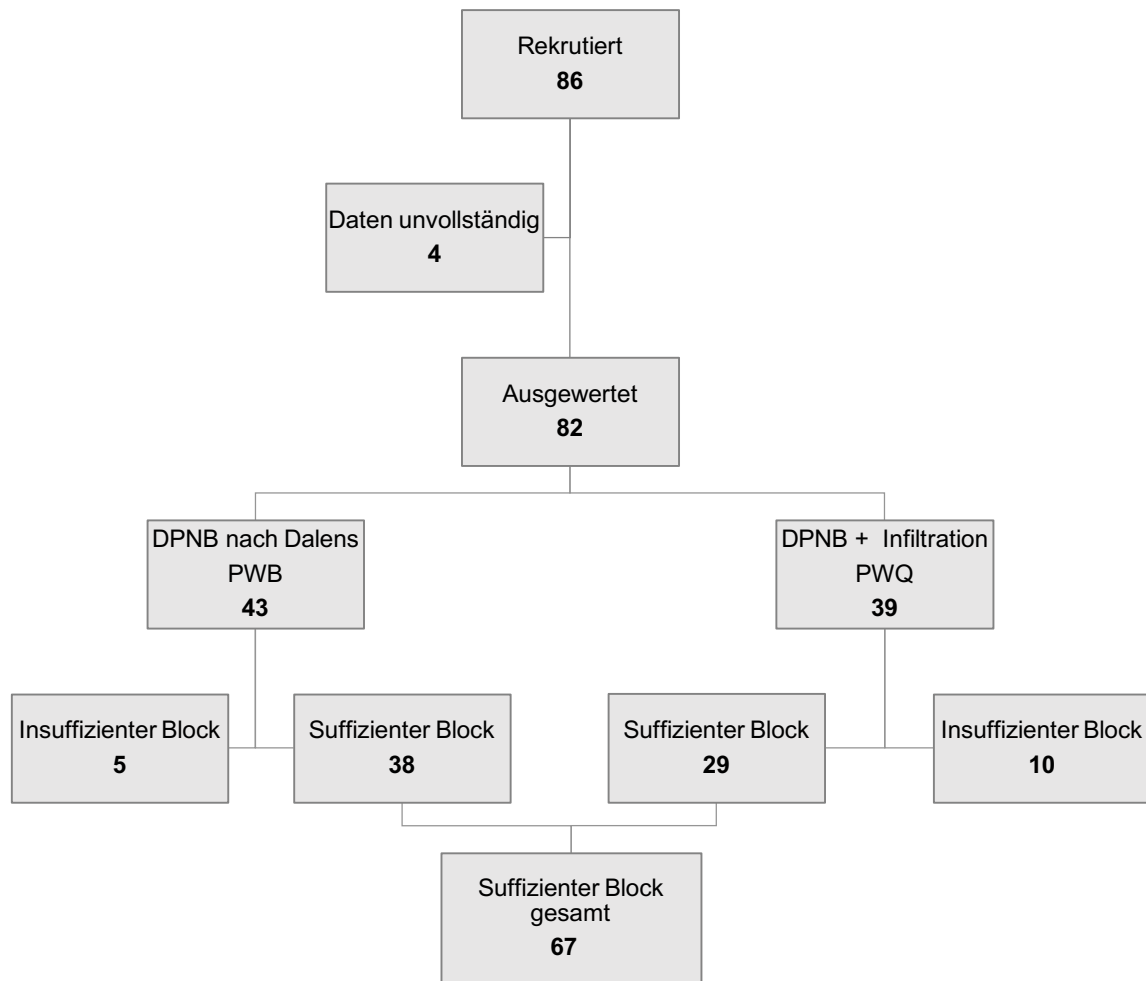 Rekrutiert
86
Daten unvollständig
4
Ausgewertet
82
DPNB nach Dalens
PWB
43
DPNB + Infiltration
PWQ
39
Insuffizienter Block
5
Suffizienter Block
38
Suffizienter Block
29
Insuffizienter Block
10
Suffizienter Block
gesamt
67